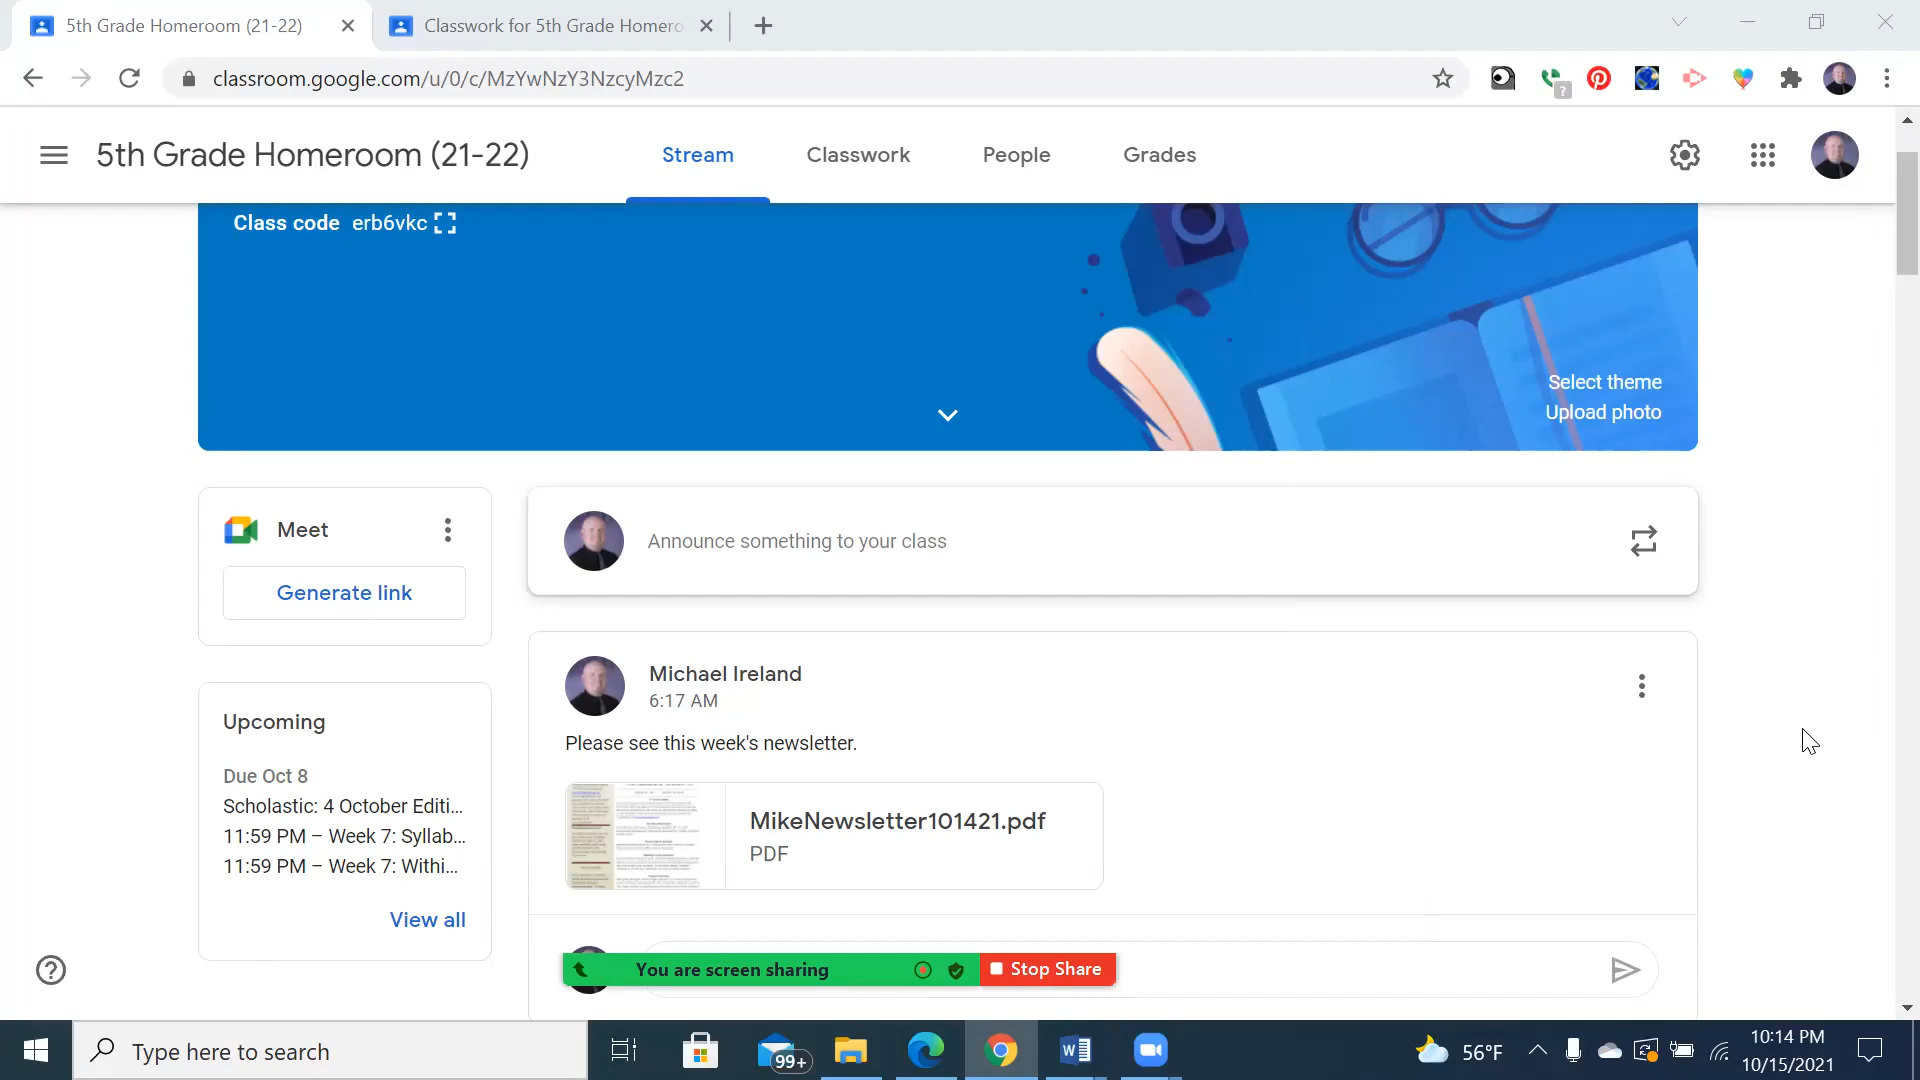 5th Grade Homeroom (21-22)
Classwork for 5th Grade Homero
classroom.google.com/u/0/c/MzYwNzY3NzcyMzc2
?
5th Grade Homeroom (21-22)
Stream
Classwork
People
Grades
Class code erb6vkc
Select theme
Upload photo
Meet
Generate link
Announce something to your class
Upcoming
Due Oct 8
Scholastic: 4 October Editi...
11:59 PM – Week 7: Syllab...
11:59 PM – Week 7: Withi...
View all
Michael Ireland
6:17 AM
Please see this week's newsletter.
MikeNewsletter101421.pdf
PDF
You are screen sharing
Stop Share
Type here to search
99+
56°F
10:14 PM
10/15/2021